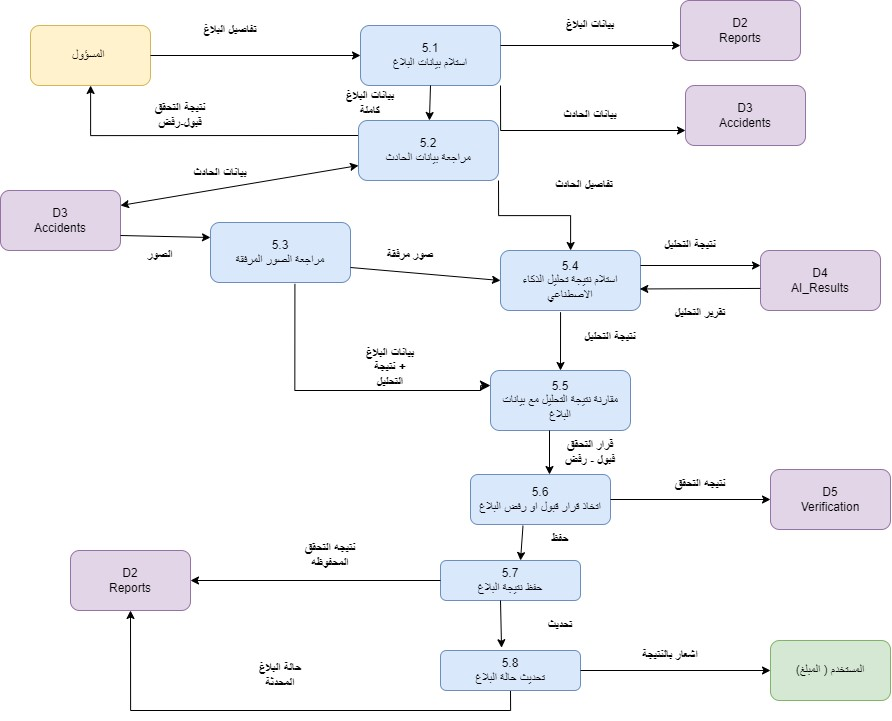 المسؤول
تفاصيل البلاغ
5.1
استلام بيانات البلاغ
بيانات البلاغ
D2
Reports
بيانات الحادث
D3
Accidents
بيانات البلاغ
كاملة
نتيجة التحقق
قبول-رفض
5.2
مراجعة بيانات الحادث
بيانات الحادث
تفاصيل الحادث
D3
Accidents
الصور
5.3
مراجعة الصور المرفقة
صور مرفقة
5.4
استلام نتيجة تحليل الذكاء
الاصطناعي
نتيجة التحليل
D4
AI_Results
تقرير التحليل
نتيجة التحليل
بيانات البلاغ
+ نتيجة
التحليل
5.5
مقارنة نتيجة التحليل مع بيانات
البلاغ
قرار التحقق
قبول - رفض
5.6
اتخاذ قرار قبول او رفض البلاغ
نتيجه التحقق
D5
Verification
حفظ
نتيجه التحقق
المحفوظه
5.7
حفظ نتيجة البلاغ
D2
Reports
تحديث
5.8
تحديث حالة البلاغ
اشعار بالنتيجة
المستخدم ( المبلغ)
حالة البلاغ
المحدثة